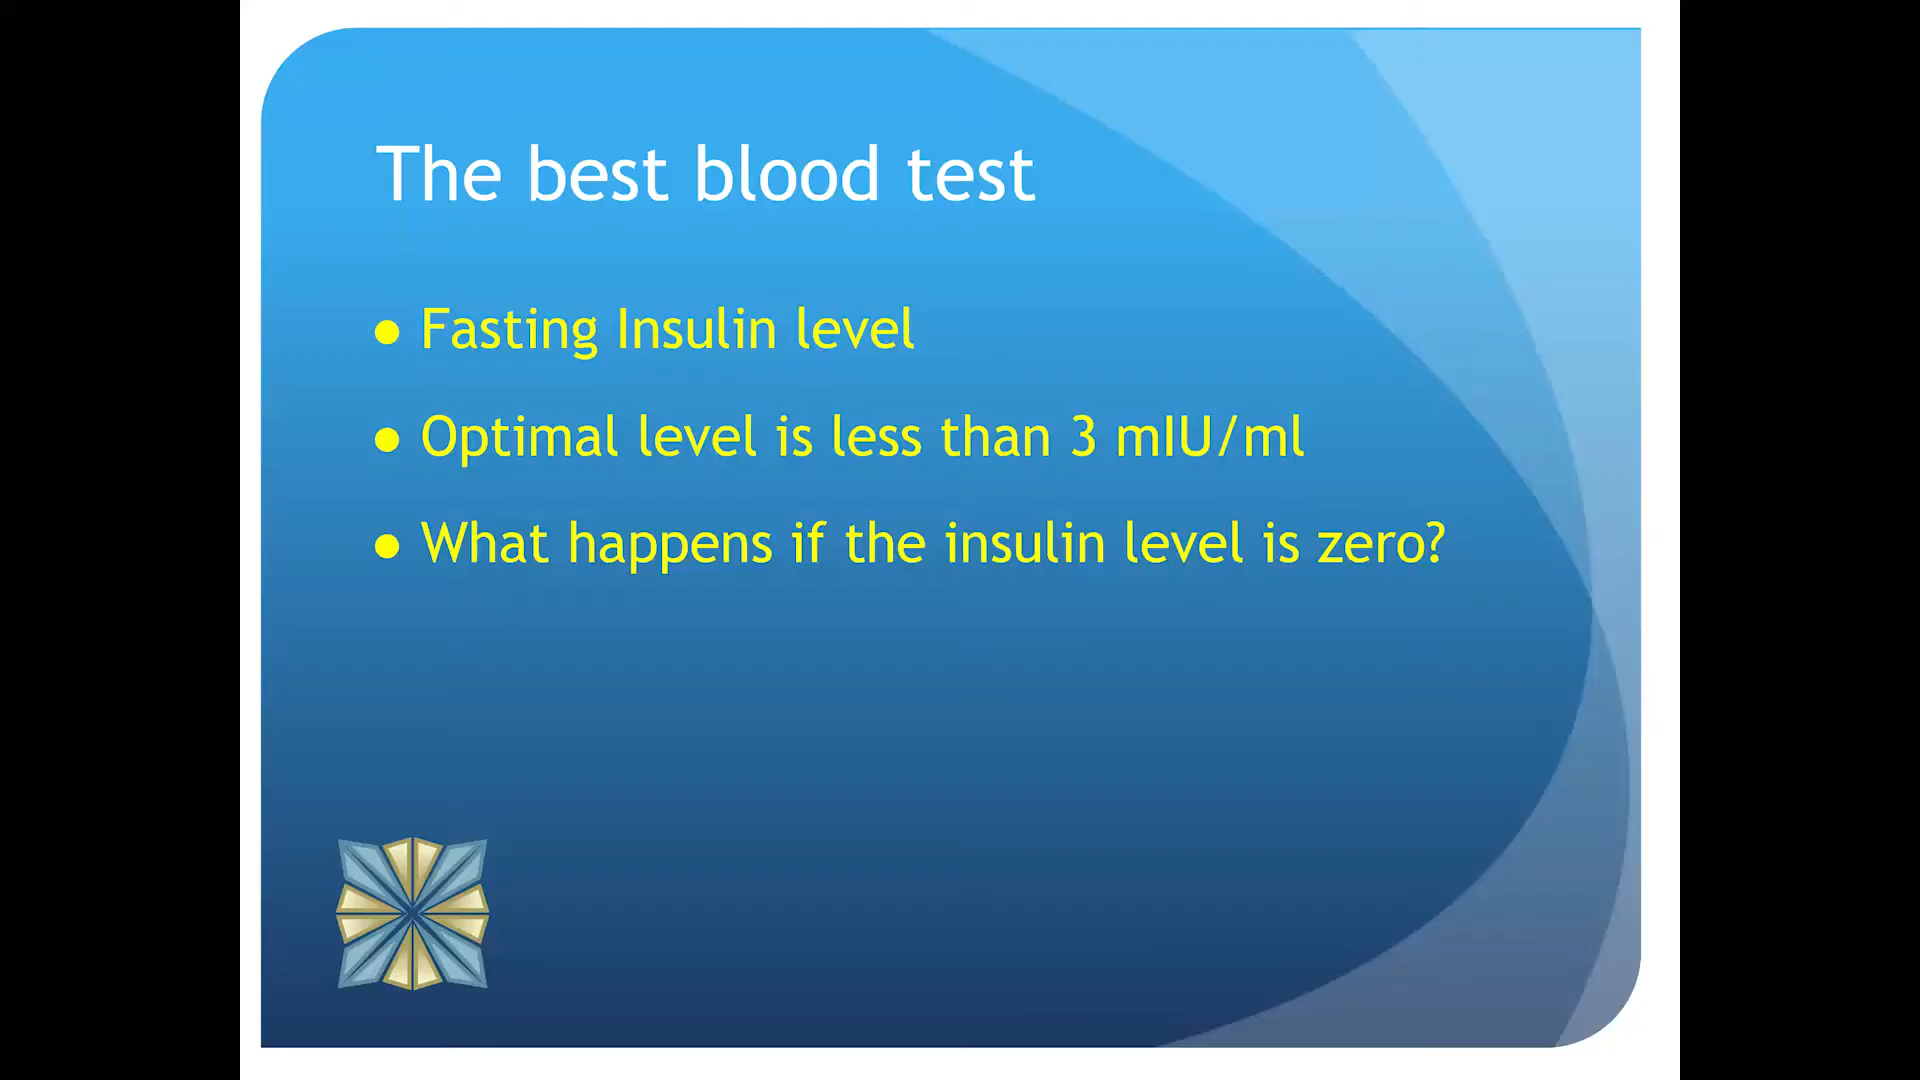 The best blood test
● Fasting Insulin level
● Optimal level is less than 3 mIU/ml
● What happens if the insulin level is zero?